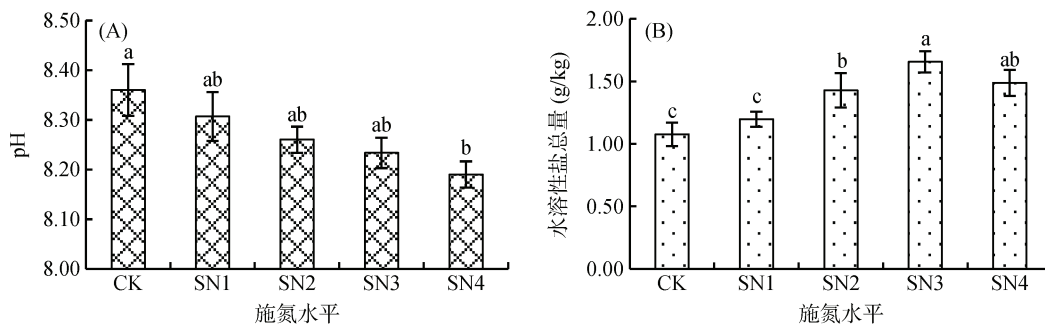 (A)
8.50
8.40
8.30
8.20
8.10
8.00
pH
a
ab
ab
ab
b
CK SN1 SN2 SN3 SN4
施氮水平
(B)
2.00
1.50
1.00
0.50
0.00
水溶性盐总量 (g/kg)
c
c
b
a
ab
CK SN1 SN2 SN3 SN4
施氮水平